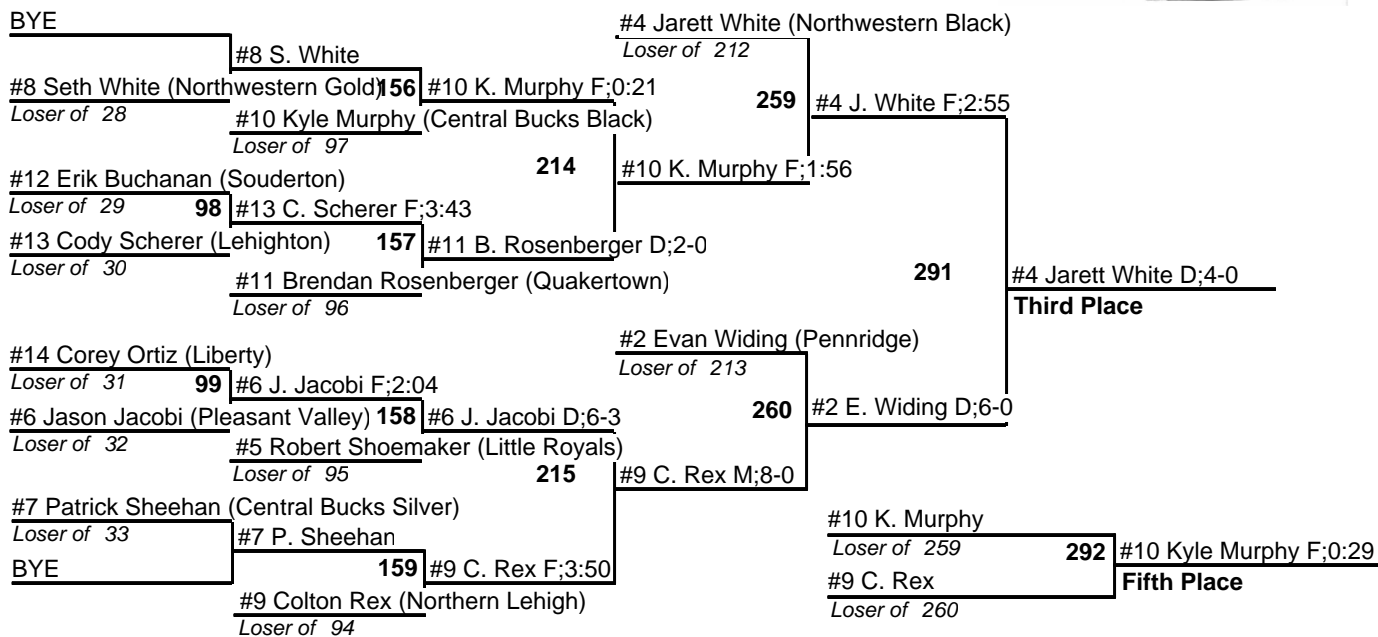 BYE
#8 S. White
#8 Seth White (Northwestern Gold)
156
#10 K. Murphy F;0:21
Loser of 28
#10 Kyle Murphy (Central Bucks Black)
Loser of 97
#12 Erik Buchanan (Souderton)
Loser of 29
98
#13 C. Scherer F;3:43
#13 Cody Scherer (Lehighton)
157
#11 B. Rosenberger D;2-0
Loser of 30
#11 Brendan Rosenberger (Quakertown)
Loser of 96
214
#10 K. Murphy F;1:56
#4 Jarett White (Northwestern Black)
Loser of 212
259
#4 J. White F;2:55
#14 Corey Ortiz (Liberty)
Loser of 31
99
#6 J. Jacobi F;2:04
#6 Jason Jacobi (Pleasant Valley)
158
#6 J. Jacobi D;6-3
Loser of 32
#5 Robert Shoemaker (Little Royals)
Loser of 95
215
#9 C. Rex M;8-0
#7 Patrick Sheehan (Central Bucks Silver)
Loser of 33
#7 P. Sheehan
BYE
159
#9 C. Rex F;3:50
#9 Colton Rex (Northern Lehigh)
Loser of 94
#2 Evan Widing (Pennridge)
Loser of 213
260
#2 E. Widing D;6-0
291
#4 Jarett White D;4-0
Third Place
#10 K. Murphy
Loser of 259
292
#10 Kyle Murphy F;0:29
#9 C. Rex
Fifth Place
Loser of 260